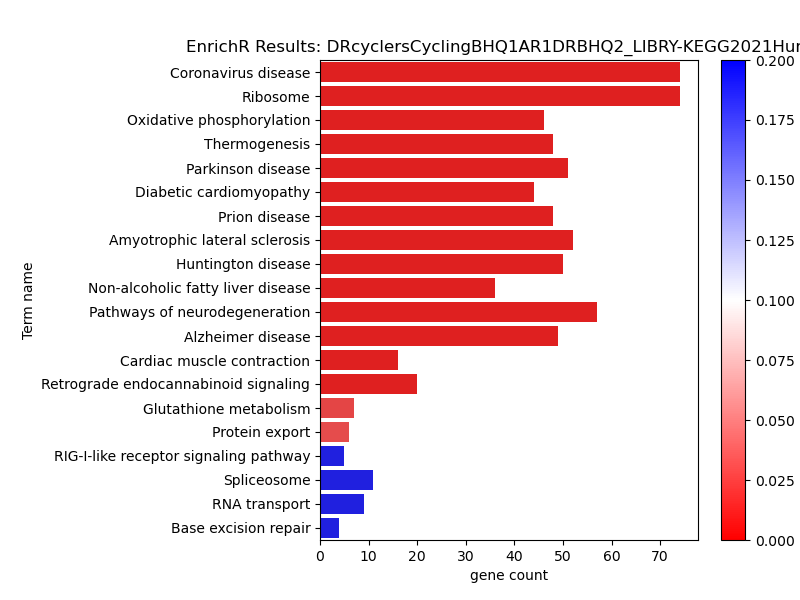 EnrichR Results: DRcyclersCyclingBHQ1AR1DRBHQ2_LIBRY-KEGG2021Hu
Term name
Coronavirus disease
Ribosome
Oxidative phosphorylation
Thermogenesis
Parkinson disease
Diabetic cardiomyopathy
Prion disease
Amyotrophic lateral sclerosis
Huntington disease
Non-alcoholic fatty liver disease
Pathways of neurodegeneration
Alzheimer disease
Cardiac muscle contraction
Retrograde endocannabinoid signaling
Glutathione metabolism
Protein export
RIG-I-like receptor signaling pathway
Spliceosome
RNA transport
Base excision repair
0 10 20 30 40 50 60 70
gene count
0.200
0.175
0.150
0.125
0.100
0.075
0.050
0.025
0.000